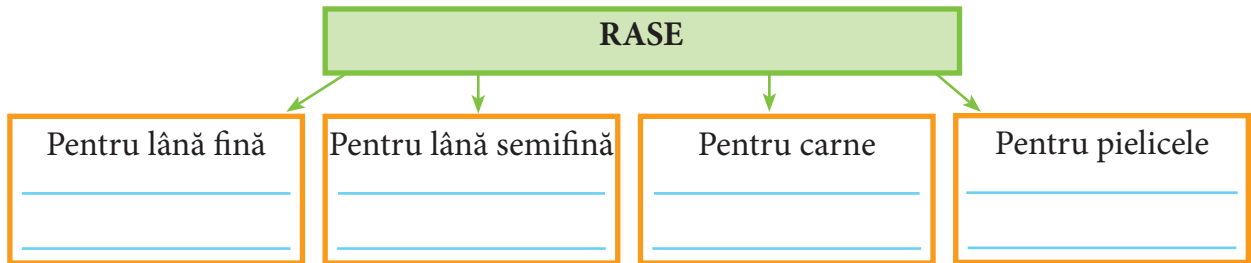 RASE
Pentru lână fină
Pentru lână semifină
Pentru carne
Pentru pielicele